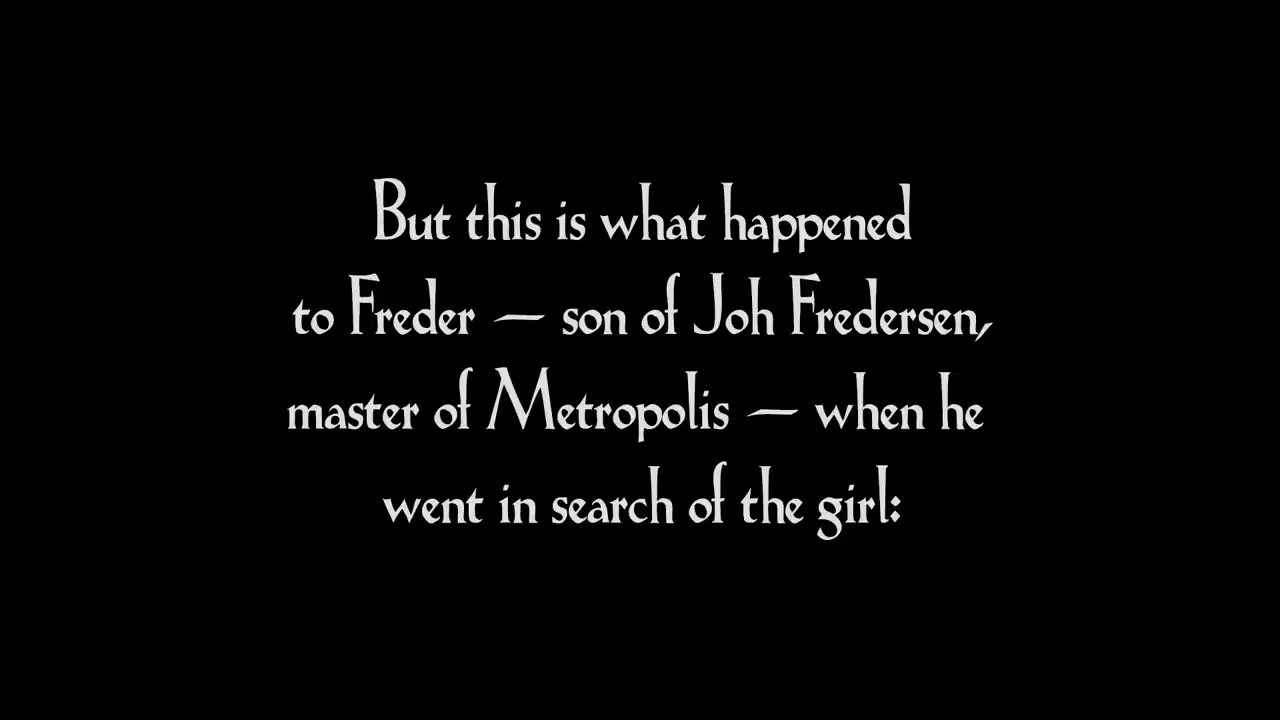 But this is what happened
to Freder — son of Joh Fredersen,
master of Metropolis — when he
went in search of the girl: